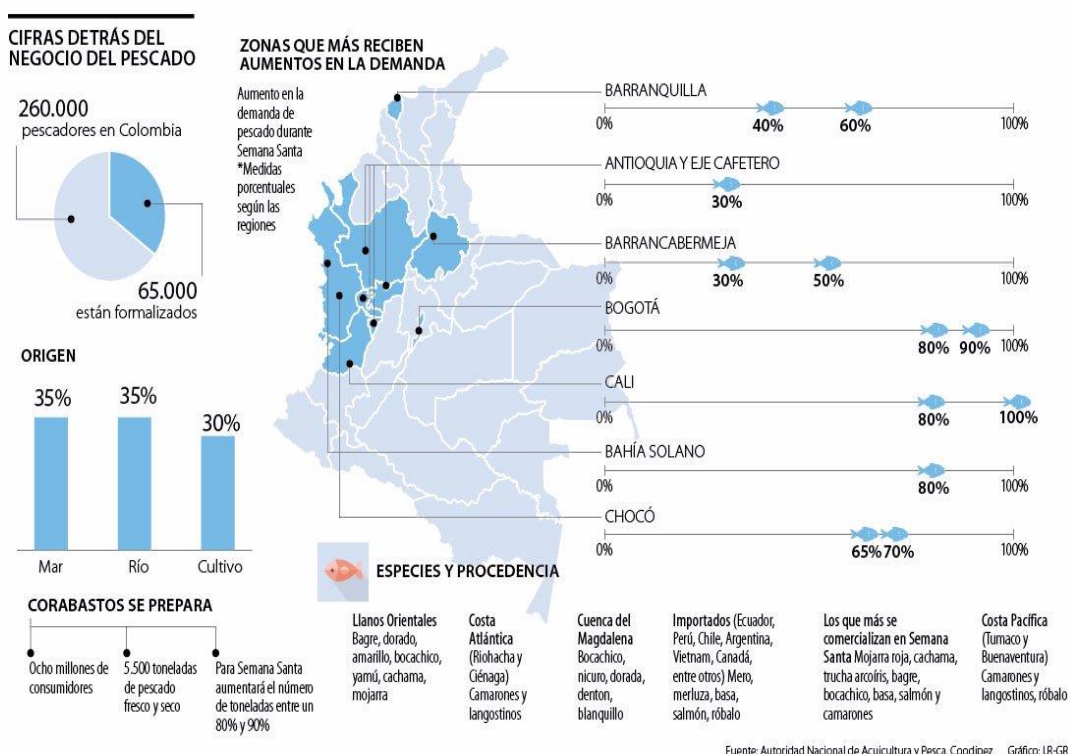 CIFRAS DETRÁS DEL
NEGOCIO DEL PESCADO
260.000
pescadores en Colombia
65.000
están formalizados
ORIGEN
35%
35%
30%
Mar
Río
Cultivo
CORABASTOS SE PREPARA
Ocho millones de
consumidores
5.500 toneladas
de pescado
fresco y seco
Para Semana Santa
aumentará el número
de toneladas entre un
80% y 90%
ZONAS QUE MÁS RECIBEN
AUMENTOS EN LA DEMANDA
Aumento en la
demanda de
pescado durante
Semana Santa
*Medidas
porcentuales
según las
regiones
BARRANQUILLA
0%
40%
60%
100%
ANTIOQUIA Y EJE CAFETERO
0%
30%
100%
BARRANCABERMEJA
0%
30%
50%
100%
BOGOTÁ
0%
80%
90%
100%
CALI
0%
80%
100%
BAHÍA SOLANO
0%
80%
100%
CHOCÓ
0%
65%
70%
100%
ESPECIES Y PROCEDENCIA
Llanos Orientales
Bagre, dorado,
amarillo, bocachico,
yamú, cachama,
mojarra
Costa
Atlántica
(Riohacha y
Ciénaga)
Camarones y
langostinos
Cuenca del
Magdalena
Bocachico,
nicuro, dorada,
denton,
blanquillo
Importados (Ecuador,
Perú, Chile, Argentina,
Vietnam, Canadá,
entre otros) Mero,
merluza, basa,
salmón, róbalo
Los que más se
comercializan en Semana
Santa Mojarra roja, cachama,
trucha arcoíris, bagre,
bocachico, basa, salmón y
camarones
Costa Pacífica
(Tumaco y
Buenaventura)
Camarones y
langostinos, róbalo
Fuente: Autoridad Nacional de Acuicultura y Pesca, Coodipez Gráfico: LR-GR